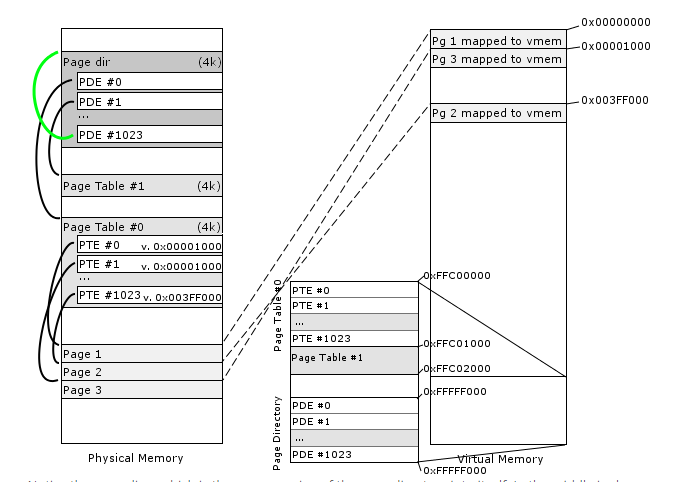 Page dir (4k)
PDE #0
PDE #1
...
PDE #1023
Page Table #1 (4k)
Page Table #0 (4k)
PTE #0 v. 0x00001000
PTE #1 v. 0x00001000
...
PTE #1023 v. 0x003FF000
Page 1
Page 2
Page 3
Physical Memory
Page Table #0
PTE #0
PTE #1
...
PTE #1023
Page Table #1
Page Directory
PDE #0
PDE #1
...
PDE #1023
0x00000000
Pg 1 mapped to vmem
0x00001000
Pg 3 mapped to vmem
0x003FF000
Pg 2 mapped to vmem
0xFFC00000
0xFFC01000
0xFFC02000
0xFFFFF000
Virtual Memory
0xFFFFF000